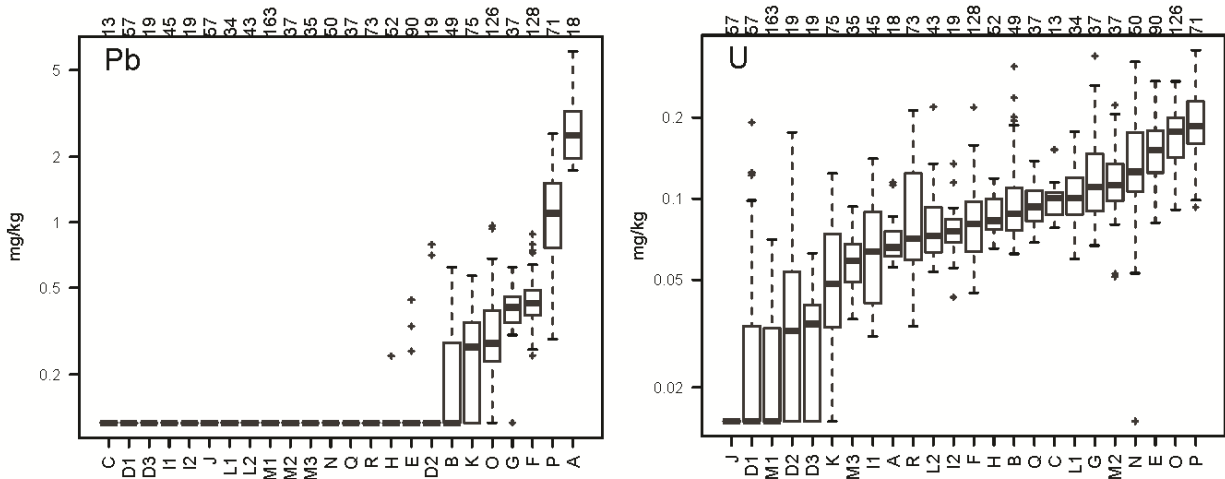 13 57 19 45 19 57 34 43 163 37 35 50 37 73 52 90 19 49 75 126 37 128 71 18
Pb
mg/kg
5
2
1
0.5
0.2
C D1 D3 I1 I2 J L1 L2 M1 M2 M3 N Q R H E D2 B K O G F P A
57 57 163 19 19 75 35 45 18 73 43 19 128 52 49 37 13 34 37 37 50 90 126 71
U
mg/kg
0.2
0.1
0.05
0.02
J D1 M1 D2 D3 K M3 I1 A R L2 I2 F H B Q C L1 G M2 N E O P